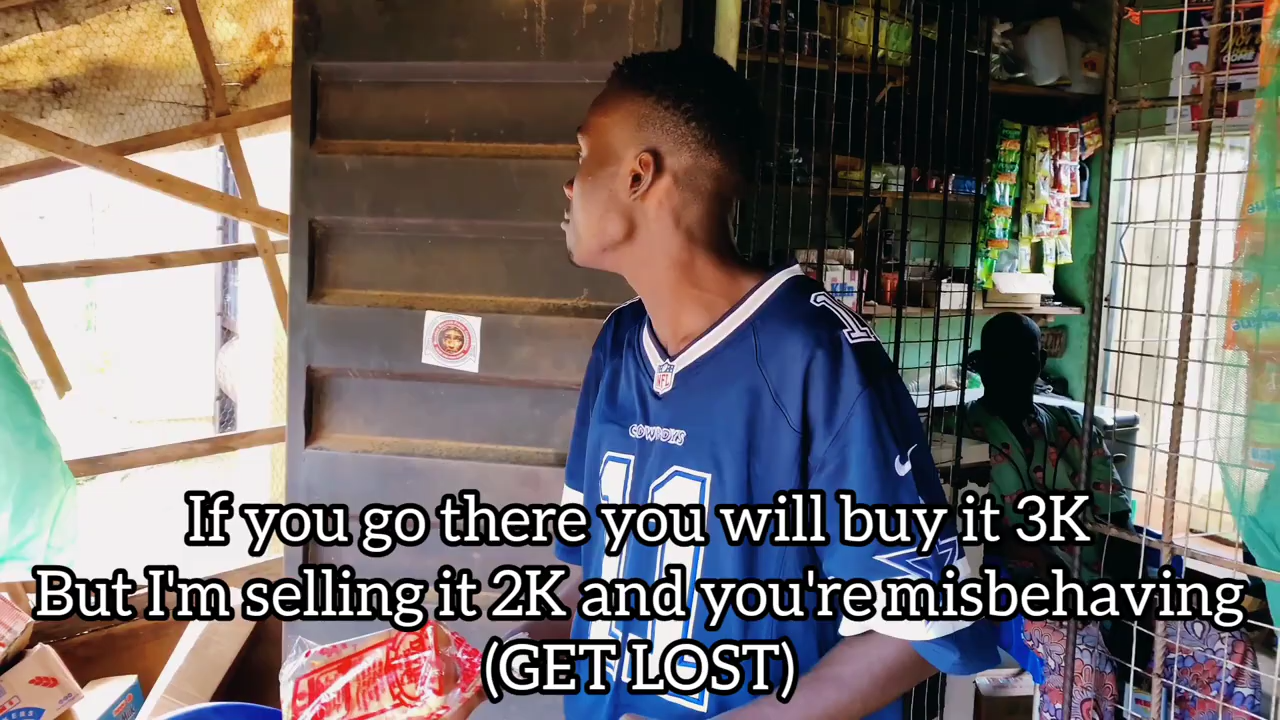 NFL
COWBOYS
11
If you go there you will buy it 3K
But I'm selling it 2K and you're misbehaving
(GET LOST)